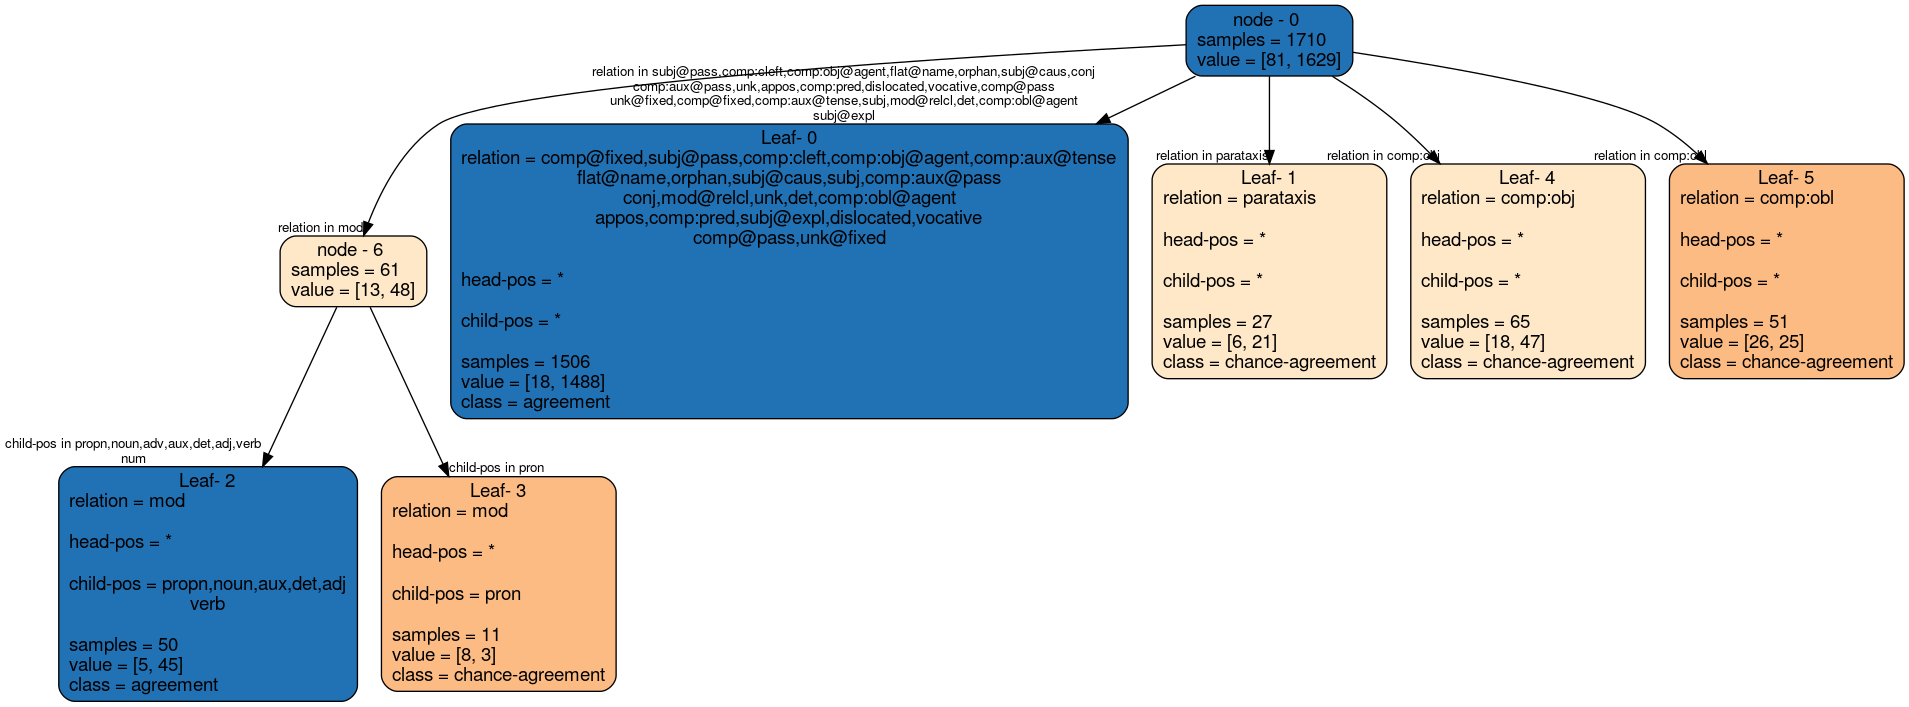 node - 0
samples = 1710
value = [81, 1629]
relation in subj@pass,comp:cleft,comp:obj@agent,flat@name,orphan,subj@caus,conj
comp:aux@pass,unk,appos,comp:pred,dislocated,vocative,comp@pass
unk@fixed,comp@fixed,comp:aux@tense,subj,mod@relcl,det,comp:obl@agent
subj@expl
Leaf- 0
relation = comp@fixed,subj@pass,comp:cleft,comp:obj@agent,comp:aux@tense
flat@name,orphan,subj@caus,subj,comp:aux@pass
conj,mod@relcl,unk,det,comp:obl@agent
appos,comp:pred,subj@expl,dislocated,vocative
comp@pass,unk@fixed
head-pos = *
child-pos = *
samples = 1506
value = [18, 1488]
class = agreement
relation in parataxis
Leaf- 1
relation = parataxis
head-pos = *
child-pos = *
samples = 27
value = [6, 21]
class = chance-agreement
relation in comp:obj
Leaf- 4
relation = comp:obj
head-pos = *
child-pos = *
samples = 65
value = [18, 47]
class = chance-agreement
relation in comp:obl
Leaf- 5
relation = comp:obl
head-pos = *
child-pos = *
samples = 51
value = [26, 25]
class = chance-agreement
relation in mod
node - 6
samples = 61
value = [13, 48]
child-pos in propn,noun,adv,aux,det,adj,verb
num
Leaf- 2
relation = mod
head-pos = *
child-pos = propn,noun,aux,det,adj
verb
samples = 50
value = [5, 45]
class = agreement
child-pos in pron
Leaf- 3
relation = mod
head-pos = *
child-pos = pron
samples = 11
value = [8, 3]
class = chance-agreement